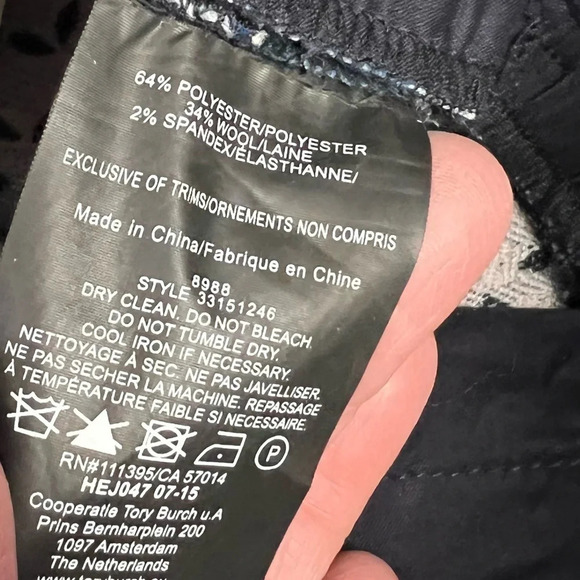 64% POLYESTER/POLYESTER
34% WOOL/LAINE
2% SPANDEX/ÉLASTHANNE/
EXCLUSIVE OF TRIMS/ORNEMENTS NON COMPRIS
Made in China/Fabrique en Chine
8988
STYLE 33151246
DRY CLEAN. DO NOT BLEACH.
DO NOT TUMBLE DRY.
COOL IRON IF NECESSARY.
NETTOYAGE À SEC. NE PAS JAVELLISER.
NE PAS SECHER LA MACHINE. REPASSAGE
À TEMPÉRATURE FAIBLE SI NECESSAIRE.
P
RN#111395/CA 57014
HEJ047 07-15
Cooperatie Tory Burch u.A
Prins Bernharplein 200
1097 Amsterdam
The Netherlands